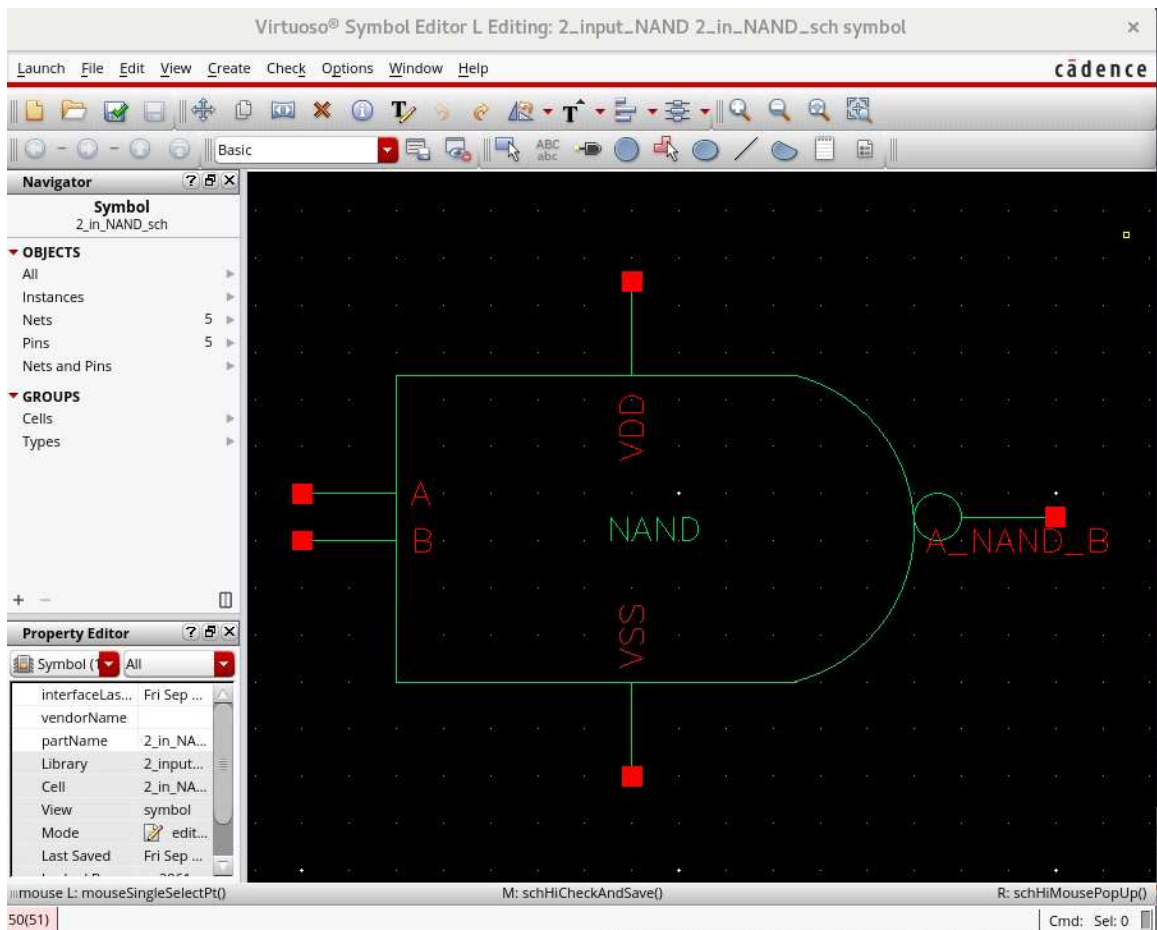 Virtuoso® Symbol Editor L Editing: 2_input_NAND 2_in_NAND_sch symbol
Launch File Edit View Create Check Options Window Help cādence
Basic
ABC
abc
Navigator
Symbol
2_in_NAND_sch
OBJECTS
All
Instances
Nets 5
Pins 5
Nets and Pins
GROUPS
Cells
Types
VDD
A
B
NAND
A_NAND_B
VSS
Property Editor
Symbol (1 All
interfaceLas... Fri Sep ...
vendorName
partName 2_in_NA...
Library 2_input...
Cell 2_in_NA...
View symbol
Mode edit...
Last Saved Fri Sep ...
mouse L: mouseSingleSelectPt() M: schHiCheckAndSave() R: schHiMousePopUp()
50(51) Cmd: Sel: 0